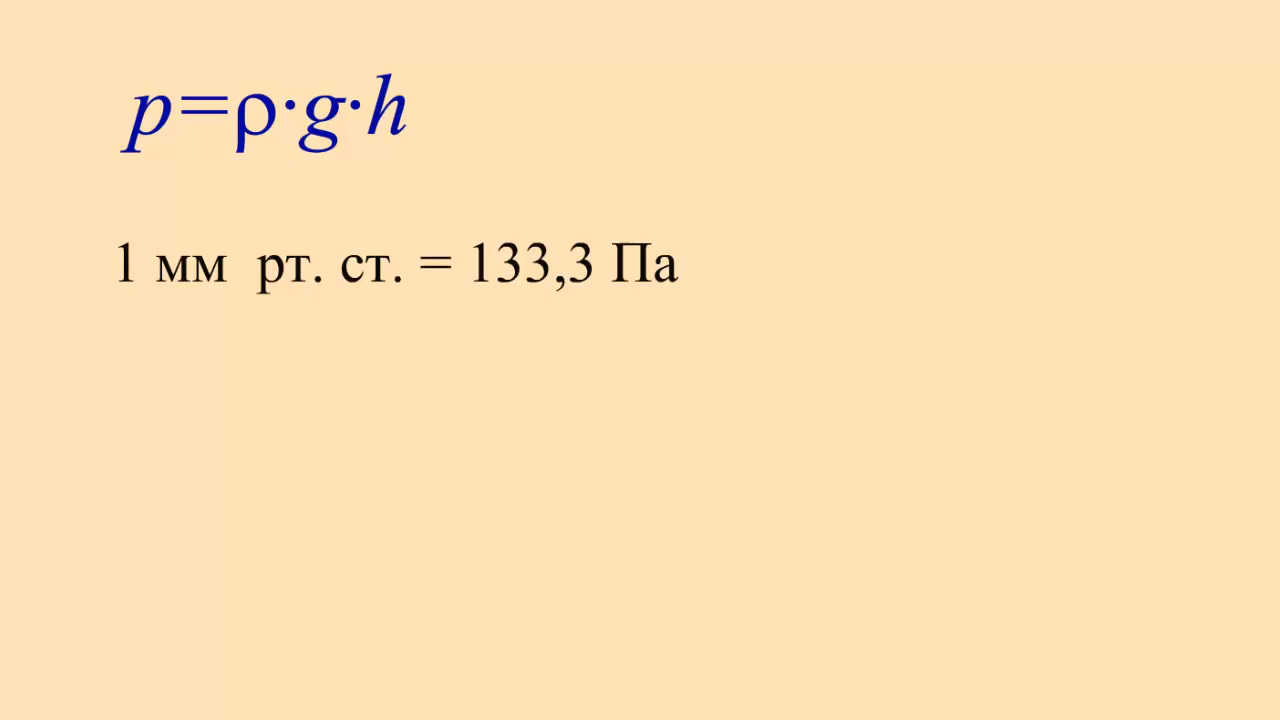 p=ρ·g·h
1 мм рт. ст. = 133,3 Па